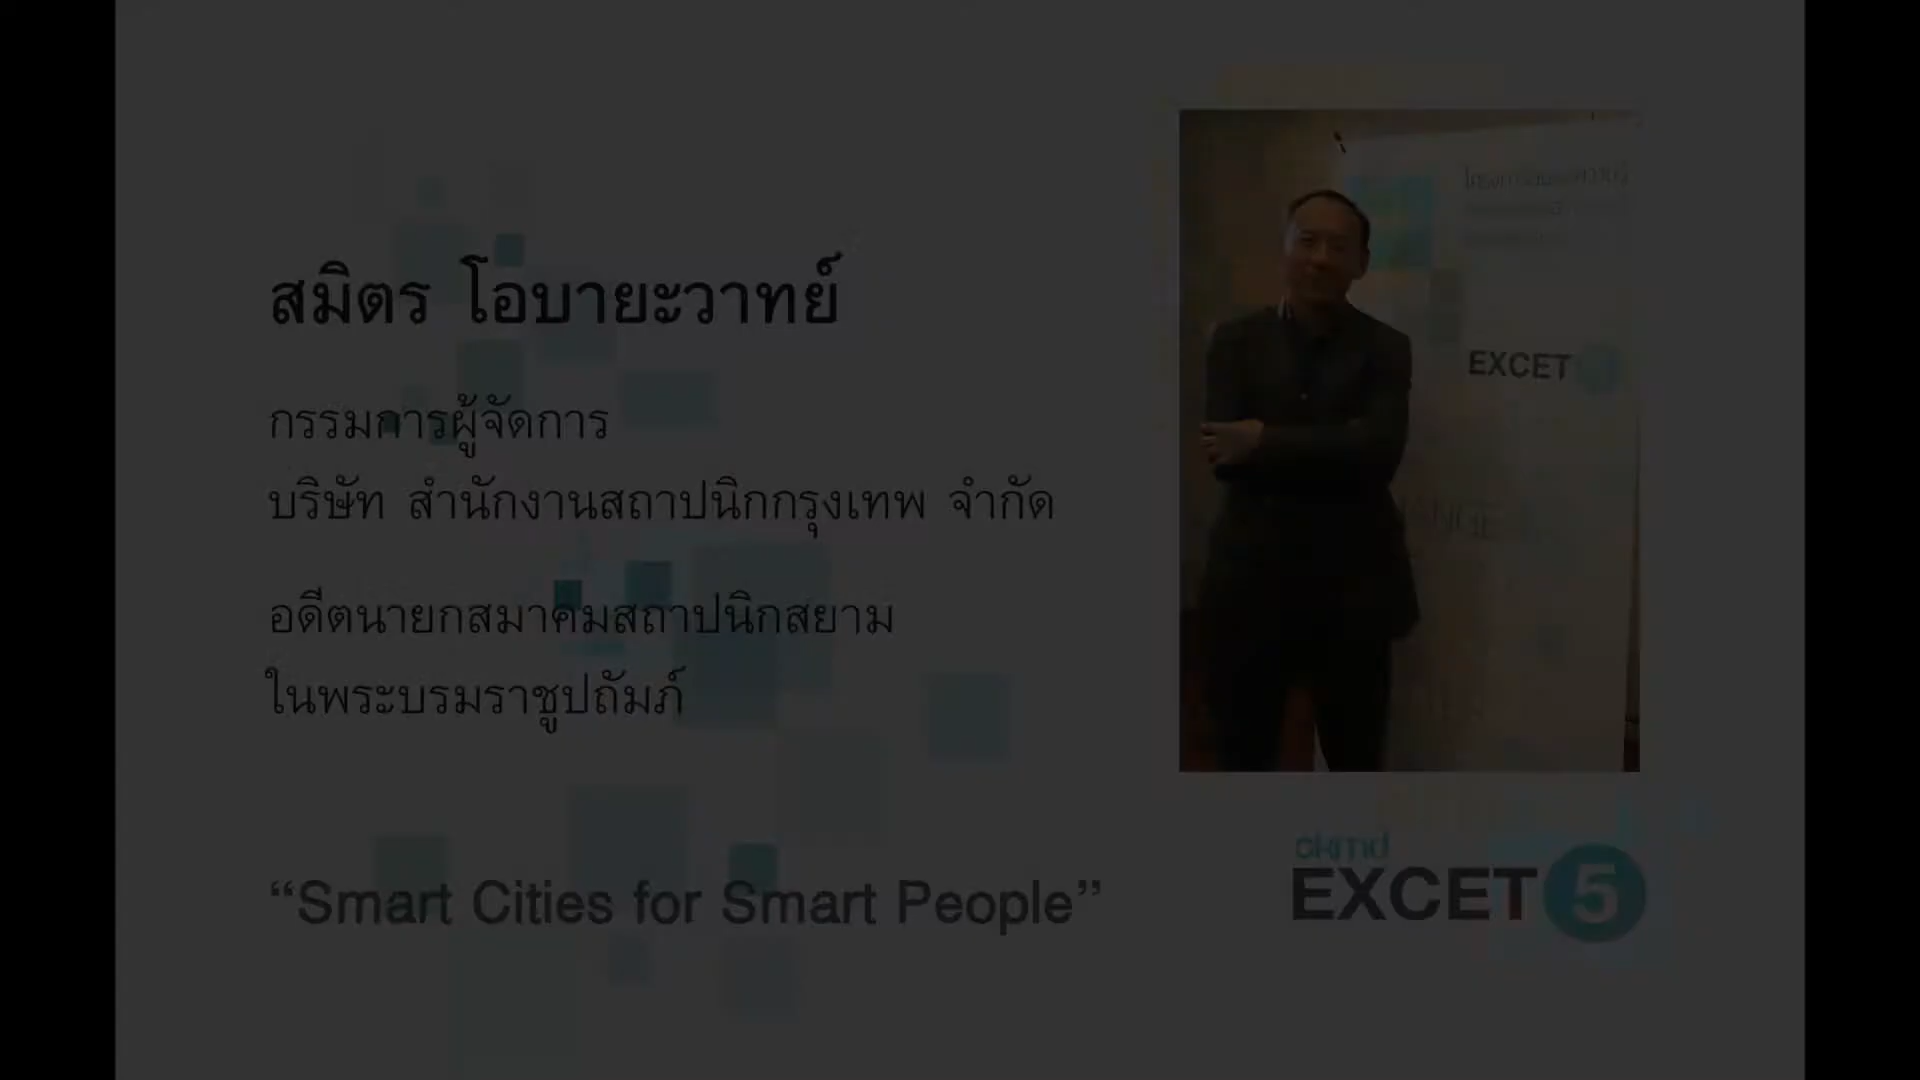 สมิตร โอบายะวาทย์
กรรมการผู้จัดการ
บริษัท สำนักงานสถาปนิกกรุงเทพ จำกัด
อดีตนายกสมาคมสถาปนิกสยาม
ในพระบรมราชูปถัมภ์
“Smart Cities for Smart People”
EXCET
okmd
EXCET 5